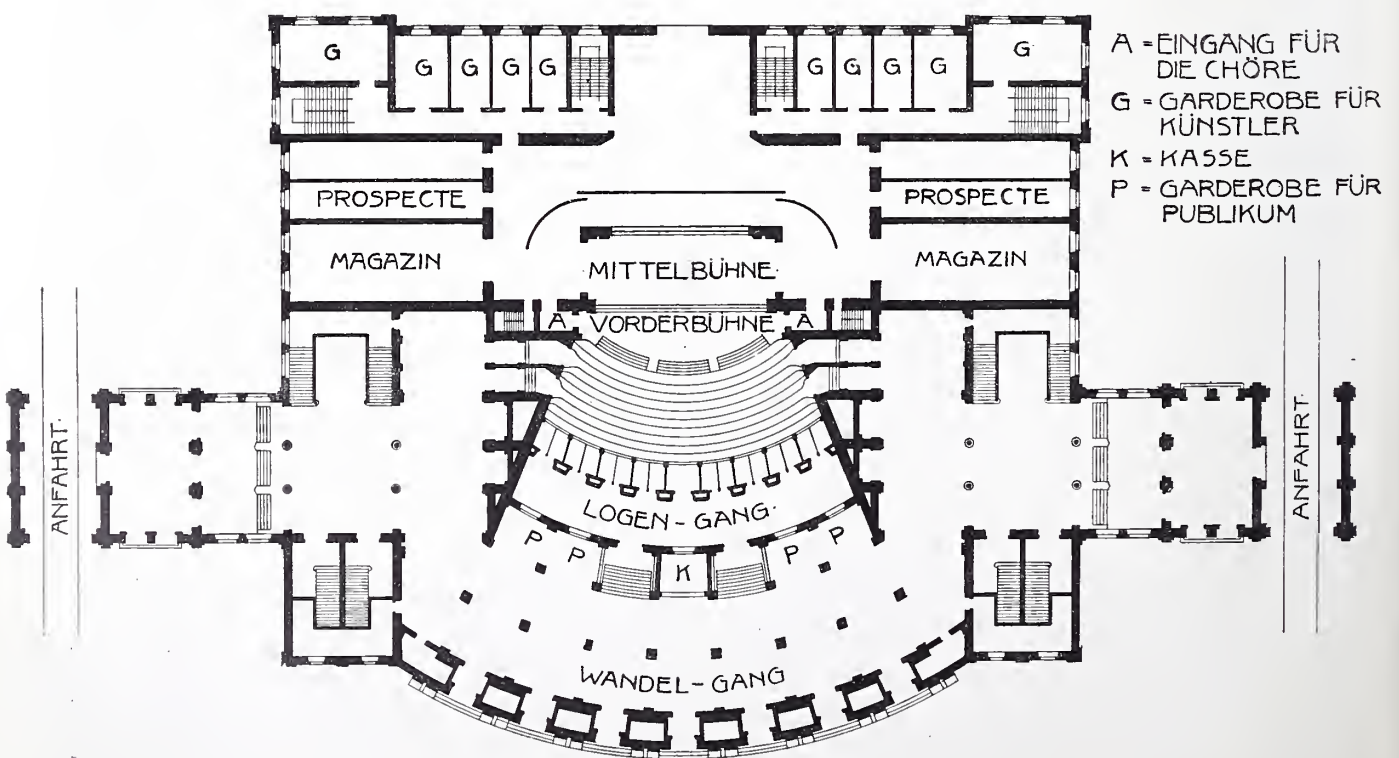 G G G G G G G G G G
A = EINGANG FÜR
DIE CHÖRE
G = GARDEROBE FÜR
KÜNSTLER
K = KASSE
P = GARDEROBE FÜR
PUBLIKUM
PROSPECTE PROSPECTE
MAGAZIN MITTELBÜHNE. MAGAZIN
A VORDERBÜHNE A
ANFAHRT. ANFAHRT.
LOGEN-GANG.
P P K P P
WANDEL-GANG